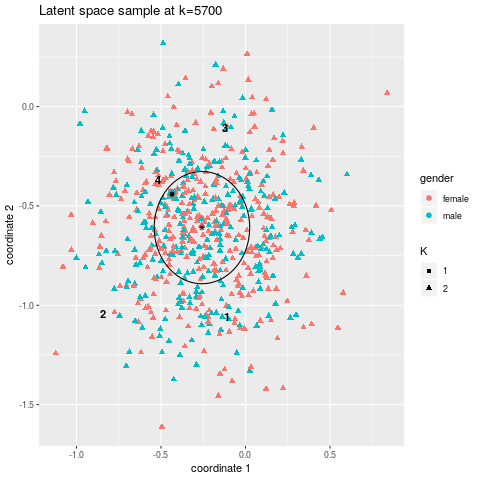 Latent space sample at k=5700
0.0
-0.5
-1.0
-1.5
3
4
2
1
-1.0
-0.5
0.0
0.5
coordinate 1
coordinate 2
gender
female
male
K
1
2